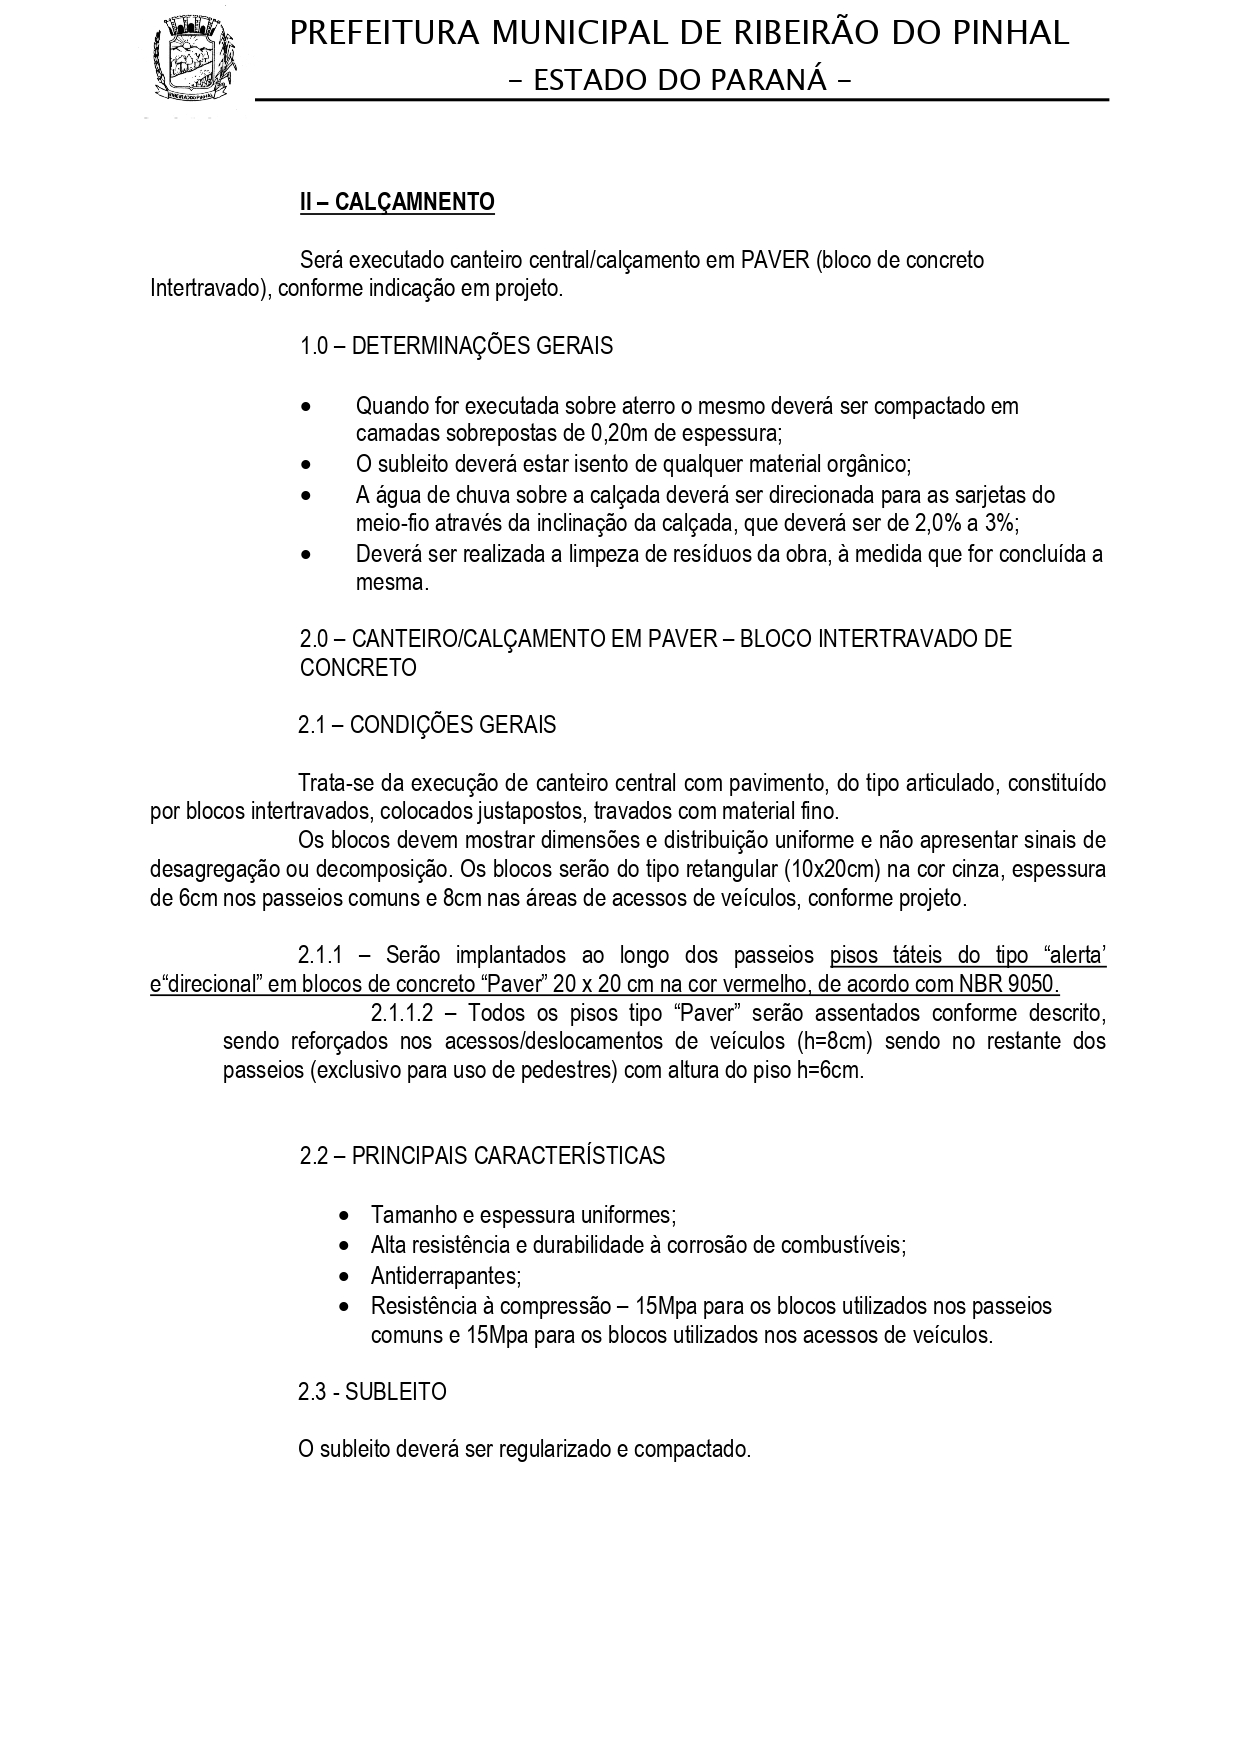 PREFEITURA MUNICIPAL DE RIBEIRÃO DO PINHAL
– ESTADO DO PARANÁ –
II – CALÇAMNENTO
Será executado canteiro central/calçamento em PAVER (bloco de concreto
Intertravado), conforme indicação em projeto.
1.0 – DETERMINAÇÕES GERAIS
• Quando for executada sobre aterro o mesmo deverá ser compactado em
camadas sobrepostas de 0,20m de espessura;
• O subleito deverá estar isento de qualquer material orgânico;
• A água de chuva sobre a calçada deverá ser direcionada para as sarjetas do
meio-fio através da inclinação da calçada, que deverá ser de 2,0% a 3%;
• Deverá ser realizada a limpeza de resíduos da obra, à medida que for concluída a
mesma.
2.0 – CANTEIRO/CALÇAMENTO EM PAVER – BLOCO INTERTRAVADO DE
CONCRETO
2.1 – CONDIÇÕES GERAIS
Trata-se da execução de canteiro central com pavimento, do tipo articulado, constituído
por blocos intertravados, colocados justapostos, travados com material fino.
Os blocos devem mostrar dimensões e distribuição uniforme e não apresentar sinais de
desagregação ou decomposição. Os blocos serão do tipo retangular (10x20cm) na cor cinza, espessura
de 6cm nos passeios comuns e 8cm nas áreas de acessos de veículos, conforme projeto.
2.1.1 – Serão implantados ao longo dos passeios pisos táteis do tipo “alerta’
e“direcional” em blocos de concreto “Paver” 20 x 20 cm na cor vermelho, de acordo com NBR 9050.
2.1.1.2 – Todos os pisos tipo “Paver” serão assentados conforme descrito,
sendo reforçados nos acessos/deslocamentos de veículos (h=8cm) sendo no restante dos
passeios (exclusivo para uso de pedestres) com altura do piso h=6cm.
2.2 – PRINCIPAIS CARACTERÍSTICAS
• Tamanho e espessura uniformes;
• Alta resistência e durabilidade à corrosão de combustíveis;
• Antiderrapantes;
• Resistência à compressão – 15Mpa para os blocos utilizados nos passeios
comuns e 15Mpa para os blocos utilizados nos acessos de veículos.
2.3 - SUBLEITO
O subleito deverá ser regularizado e compactado.